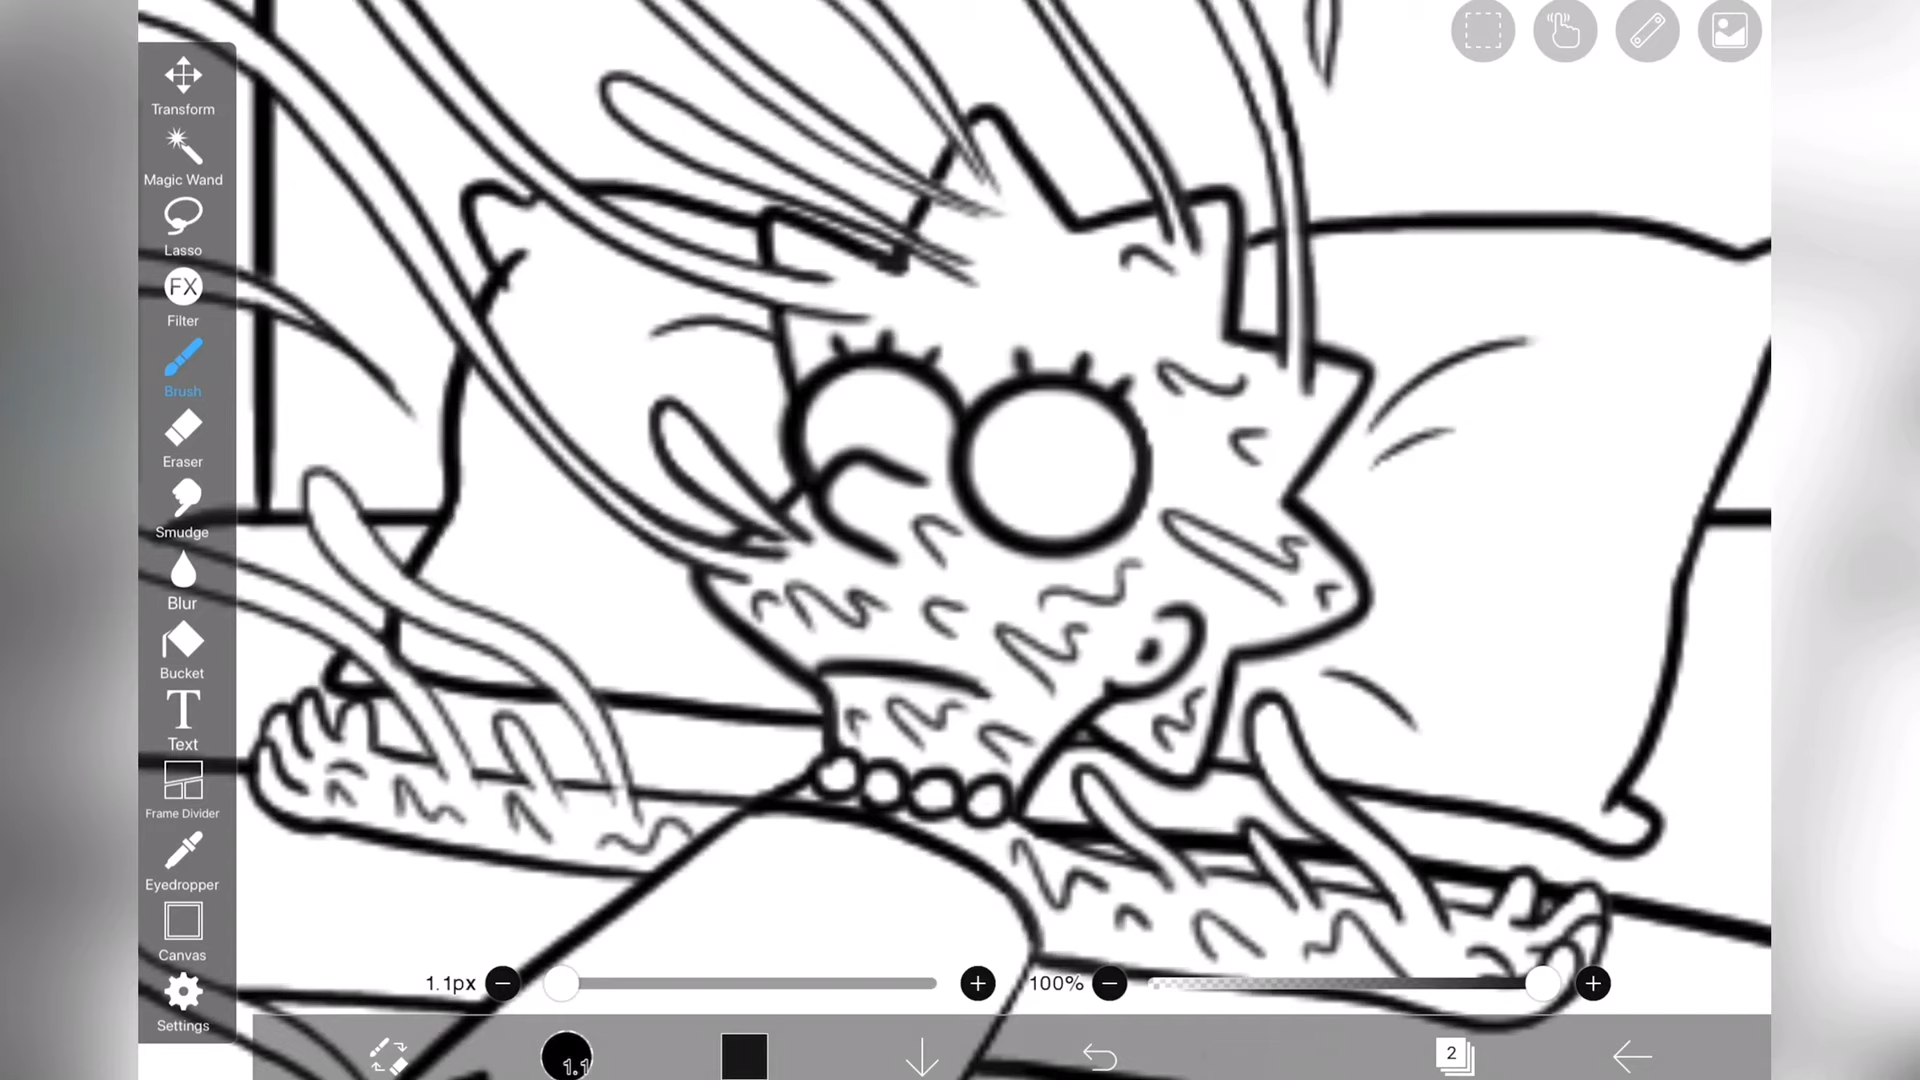 Transform
Magic Wand
Lasso
FX
Filter
Brush
Eraser
Smudge
Blur
Bucket
T
Text
Frame Divider
Eyedropper
Canvas
Settings
1.1px
100%
1.1
2